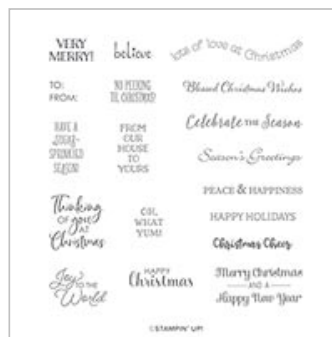 VERY
MERRY!
believe
lots of love at Christmas
TO:
FROM:
NO PEEKING
'TIL CHRISTMAS!
Blessed Christmas Wishes
HAVE A
SUGAR-
SPRINKLED
SEASON!
FROM
OUR
HOUSE
TO
YOURS
Celebrate THE Season
Season's Greetings
Thinking
OF you
AT
Christmas
OH,
WHAT
YUM!
PEACE & HAPPINESS
HAPPY HOLIDAYS
Christmas Cheer
Joy TO THE
World
HAPPY
Christmas
Merry Christmas
AND A
Happy New Year
©STAMPIN' UP!